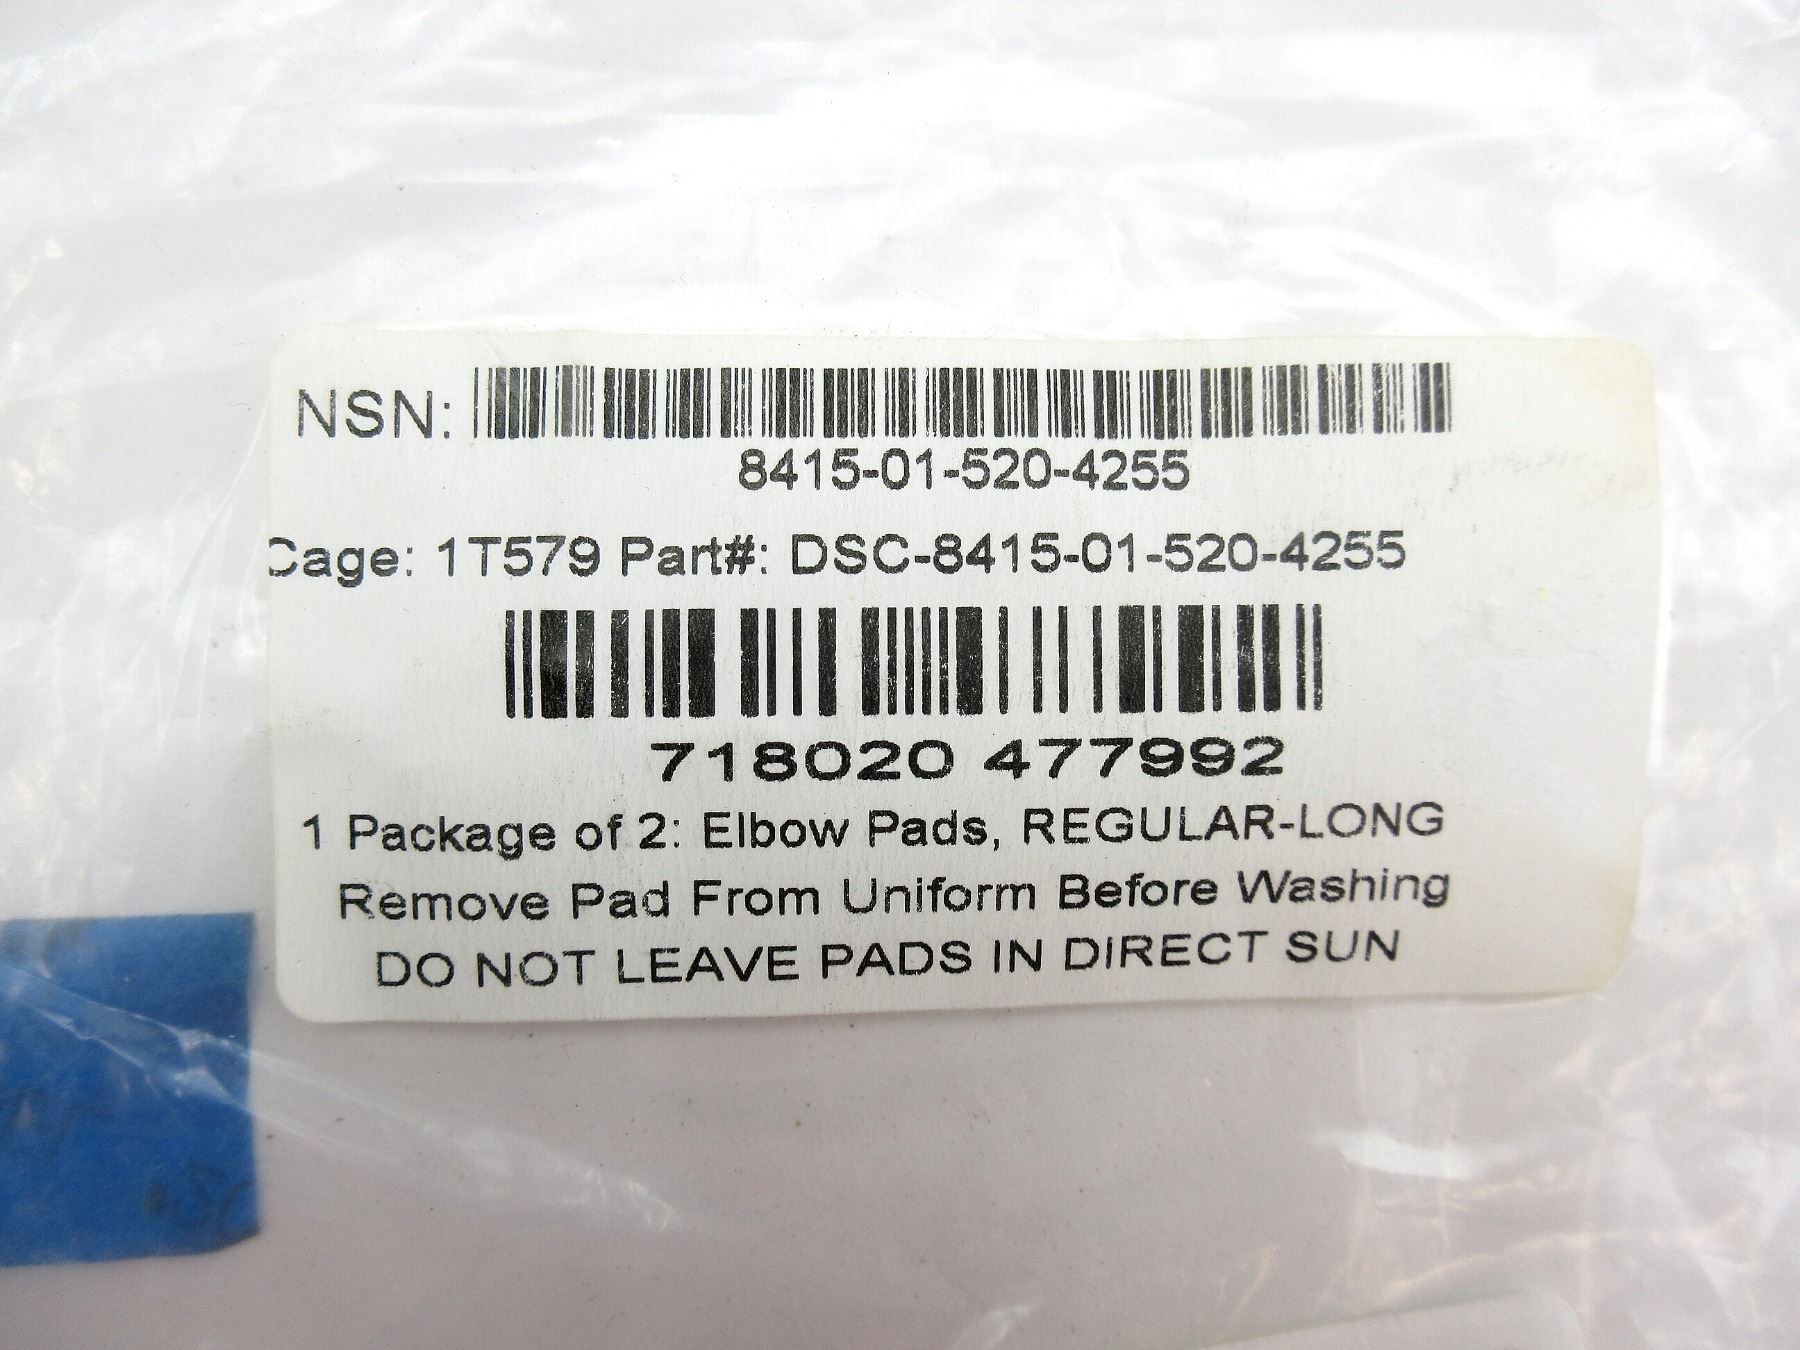 NSN:
8415-01-520-4255
Cage: 1T579 Part#: DSC-8415-01-520-4255
718020 477992
1 Package of 2: Elbow Pads, REGULAR-LONG
Remove Pad From Uniform Before Washing
DO NOT LEAVE PADS IN DIRECT SUN